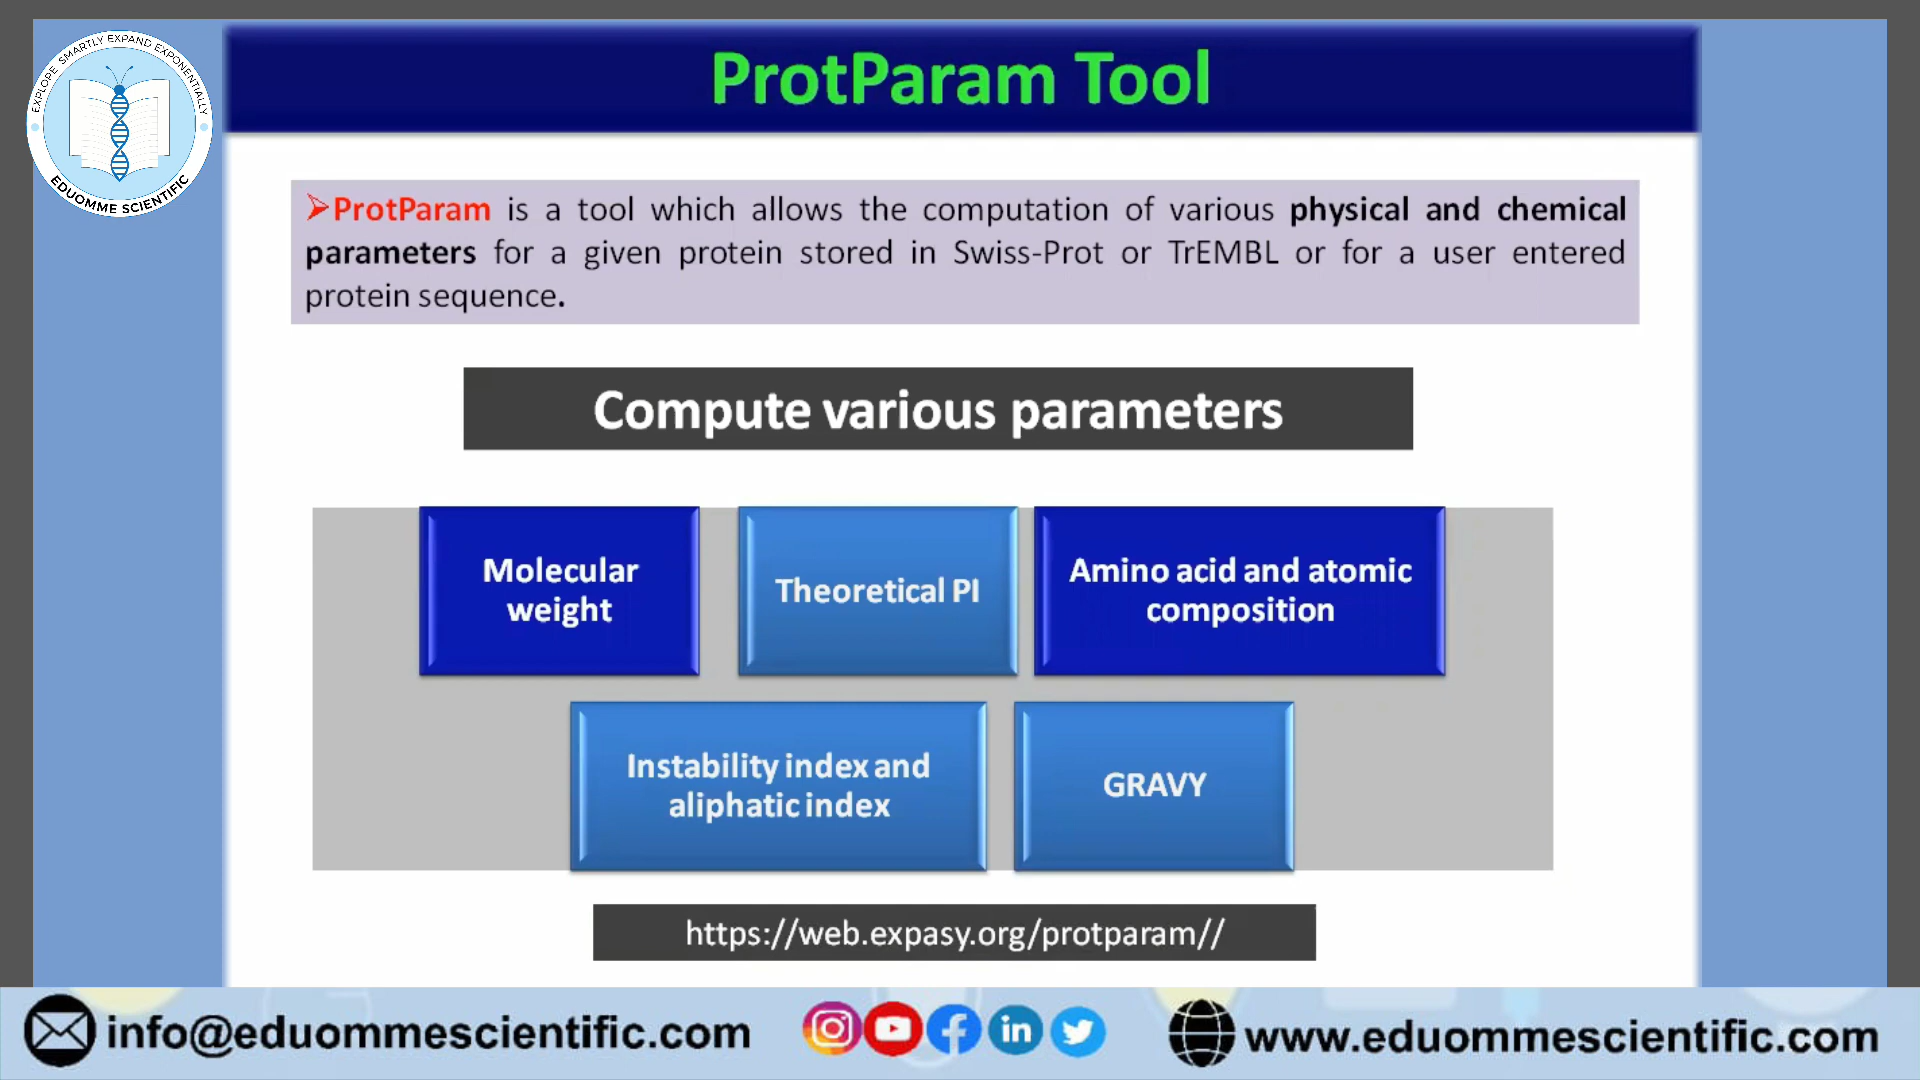 EXPLOPE SMARTLY EXPAND EXPONENTIALLY
EDUOMME SCIENTIFIC
ProtParam Tool
➢ProtParam is a tool which allows the computation of various physical and chemical
parameters for a given protein stored in Swiss-Prot or TrEMBL or for a user entered
protein sequence.
Compute various parameters
Molecular
weight
Theoretical PI
Amino acid and atomic
composition
Instability index and
aliphatic index
GRAVY
https://web.expasy.org/protparam//
info@eduommescientific.com
www.eduommescientific.com